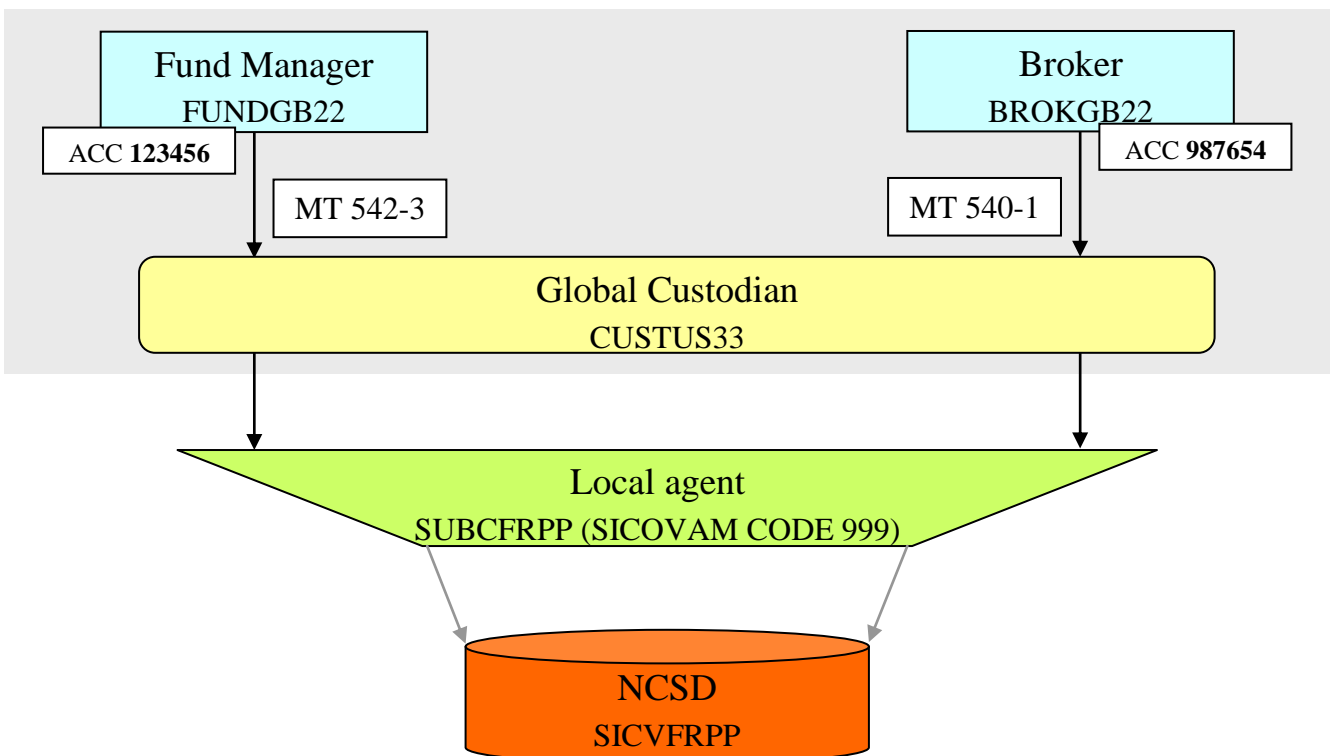 Fund Manager
FUNDGB22
ACC 123456
Broker
BROKGB22
ACC 987654
MT 542-3
MT 540-1
Global Custodian
CUSTUS33
Local agent
SUBCFRPP (SICOVAM CODE 999)
NCSD
SICVFRPP